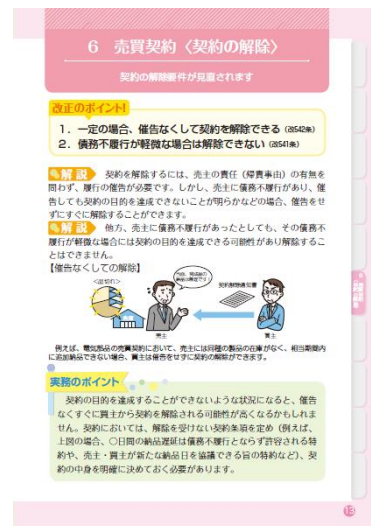 6 売買契約〈契約の解除〉
契約の解除要件が見直されます
改正のポイント!
1．一定の場合、催告なくして契約を解除できる（改542条）
2．債務不履行が軽微な場合は解除できない（改541条）
解説 契約を解除するには、売主の責任（帰責事由）の有無を
問わず、履行の催告が必要です。しかし、売主に債務不履行があり、催
告しても契約の目的を達成できないことが明らかなどの場合、催告をせ
ずにすぐに解除することができます。
解説 他方、売主に債務不履行があったとしても、その債務不
履行が軽微な場合には契約の目的を達成できる可能性があり解除するこ
とはできません。
【催告なくしての解除】
〈品切れ〉
契約解除通知書
売主
買主
例えば、電気部品の売買契約において、売主には同種の製品の在庫がなく、相当期間内
に追加納品できない場合、買主は催告をせずに契約の解除ができます。
実務のポイント
契約の目的を達成することができないような状況になると、催告
なくすぐに買主から契約を解除される可能性が高くなるかもしれま
せん。契約においては、解除を受けない契約条項を定め（例えば、
上図の場合、〇日間の納品遅延は債務不履行とならず許容される特
約や、売主・買主が新たな納品日を協議できる旨の特約など）、契
約の中身を明確に決めておく必要があります。
13